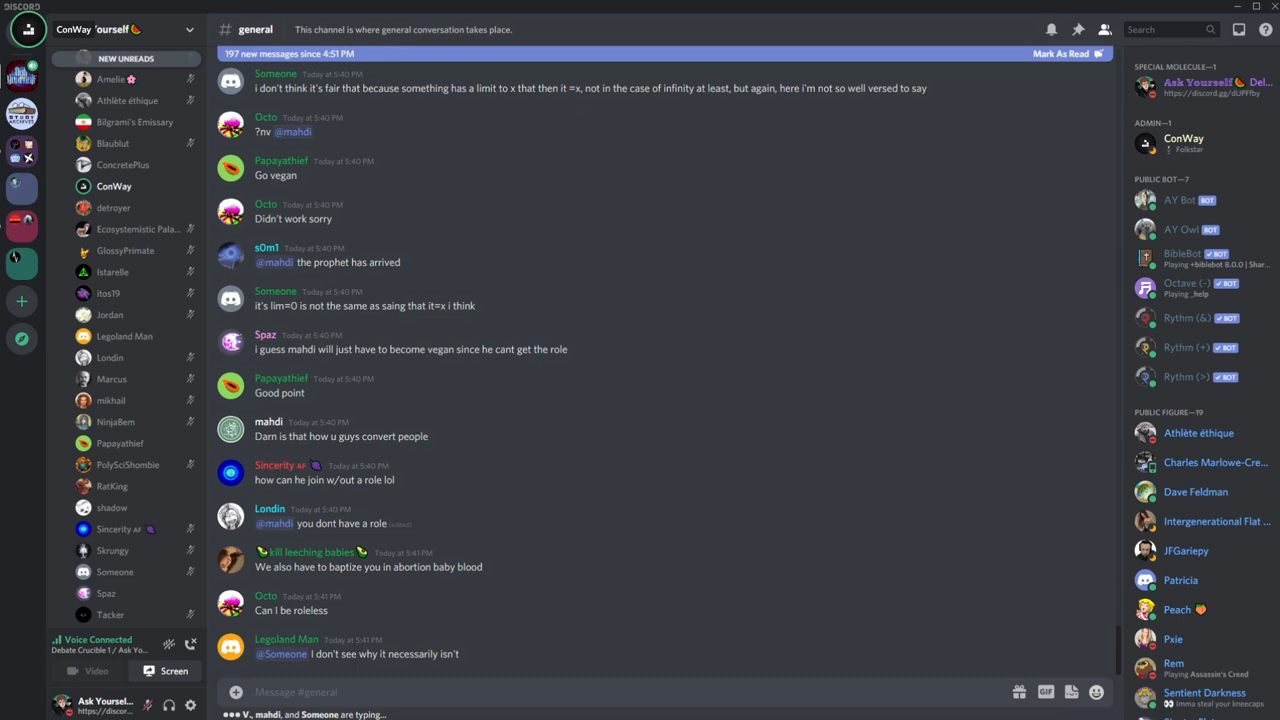 DISCORD
ConWay
ourself
# general
This channel is where general conversation takes place.
Search
NEW UNREADS
Amelie
Athlète éthique
Bilgrami's Emissary
Blaublut
ConcretePlus
ConWay
detroyer
Ecosystemistic Pala...
GlossyPrimate
Istarelle
itos19
Jordan
Legoland Man
Londin
Marcus
mikhail
NinjaBem
Papayathief
PolySciShombie
RatKing
shadow
Sincerity AF
Skrungy
Someone
Spaz
Tacker
Voice Connected
Debate Crucible 1 / Ask Yo...
Video
Screen
Ask Yoursel...
https://discor...
197 new messages since 4:51 PM
Mark As Read
Someone Today at 5:40 PM
i don't think it's fair that because something has a limit to x that then it =x, not in the case of infinity at least, but again, here i'm not so well versed to say
Octo Today at 5:40 PM
?nv @mahdi
Papayathief Today at 5:40 PM
Go vegan
Octo Today at 5:40 PM
Didn't work sorry
s0m1 Today at 5:40 PM
@mahdi the prophet has arrived
Someone Today at 5:40 PM
it's lim=0 is not the same as saing that it=x i think
Spaz Today at 5:40 PM
i guess mahdi will just have to become vegan since he cant get the role
Papayathief Today at 5:40 PM
Good point
mahdi Today at 5:40 PM
Darn is that how u guys convert people
Sincerity AF Today at 5:40 PM
how can he join w/out a role lol
Londin Today at 5:40 PM
@mahdi you dont have a role (edited)
kill leeching babies Today at 5:41 PM
We also have to baptize you in abortion baby blood
Octo Today at 5:41 PM
Can I be roleless
Legoland Man Today at 5:41 PM
@Someone I don't see why it necessarily isn't
Message #general
GIF
V., mahdi, and Someone are typing...
SPECIAL MOLECULE—1
Ask Yourself Del...
https://discord.gg/dUPFfby
ADMIN—1
ConWay
Folkstar
PUBLIC BOT—7
AY Bot BOT
AY Owl BOT
BibleBot BOT
Playing +biblebot 8.0.0 | Shar...
Octave (-) BOT
Playing _help
Rythm (&) BOT
Rythm (+) BOT
Rythm (>) BOT
PUBLIC FIGURE—19
Athlète éthique
Charles Marlowe-Cre...
Dave Feldman
Intergenerational Flat ...
JFGariepy
Patricia
Peach
Pxie
Rem
Playing Assassin's Creed
Sentient Darkness
Imma steal your kneecaps